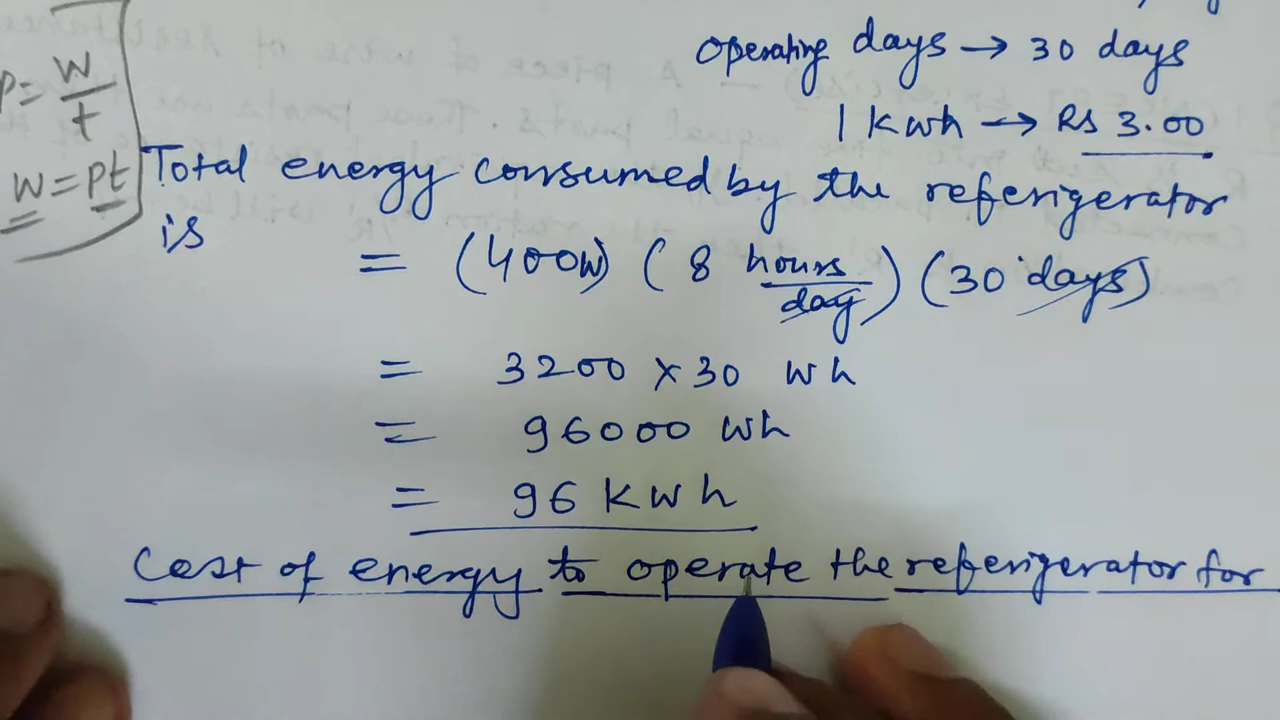 operating days → 30 days
1 kwh → Rs 3.00
P = W/t
W = Pt
Total energy consumed by the referigerator
is
= (400W) (8 hours/day) (30 days)
= 3200 × 30 Wh
= 96000 Wh
= 96 KWh
Cost of energy to operate the referigerator for